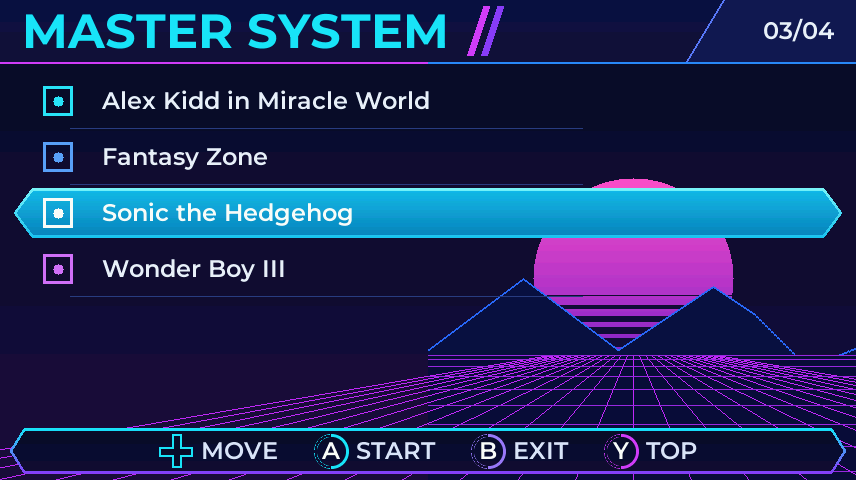 MASTER SYSTEM
03/04
Alex Kidd in Miracle World
Fantasy Zone
Sonic the Hedgehog
Wonder Boy III
MOVE A START B EXIT Y TOP